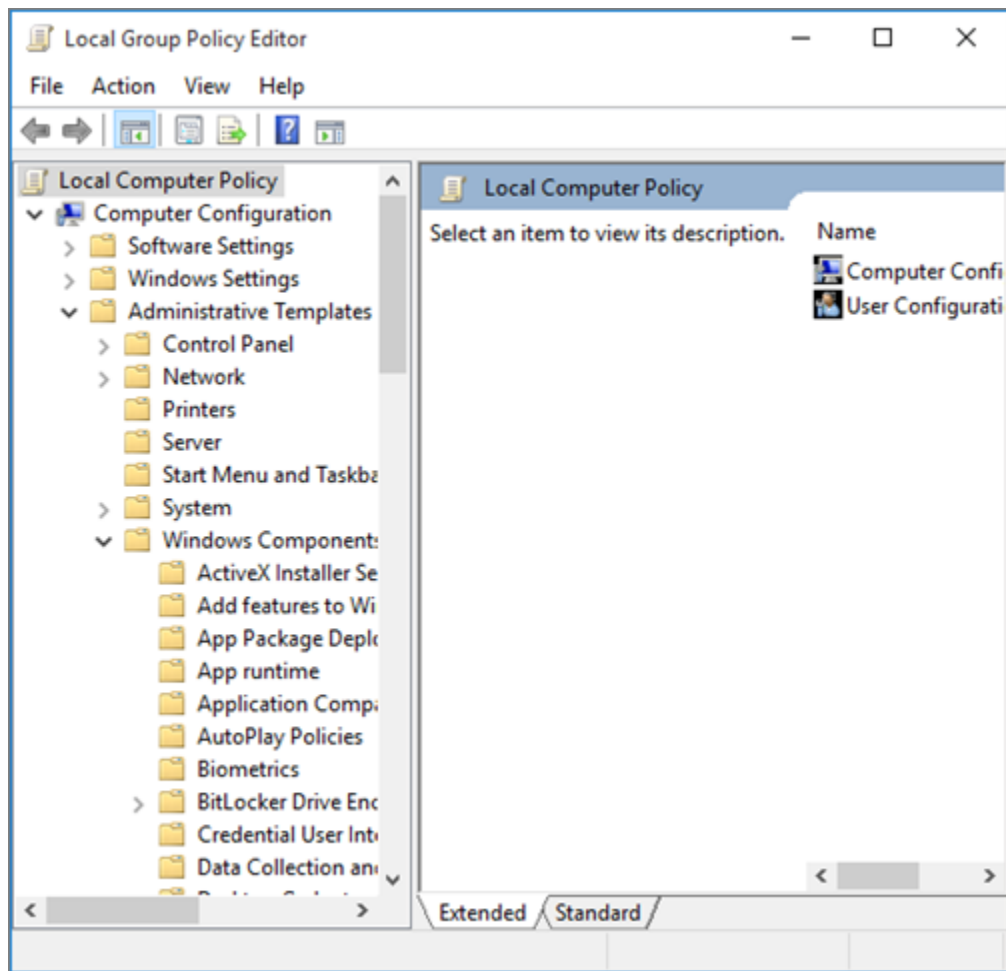 Local Group Policy Editor
File Action View Help
Local Computer Policy
Computer Configuration
Software Settings
Windows Settings
Administrative Templates
Control Panel
Network
Printers
Server
Start Menu and Taskba
System
Windows Component
ActiveX Installer Se
Add features to Wi
App Package Deplo
App runtime
Application Compa
AutoPlay Policies
Biometrics
BitLocker Drive Enc
Credential User Int
Data Collection an
Local Computer Policy
Select an item to view its description.
Name
Computer Confi
User Configurati
Extended Standard